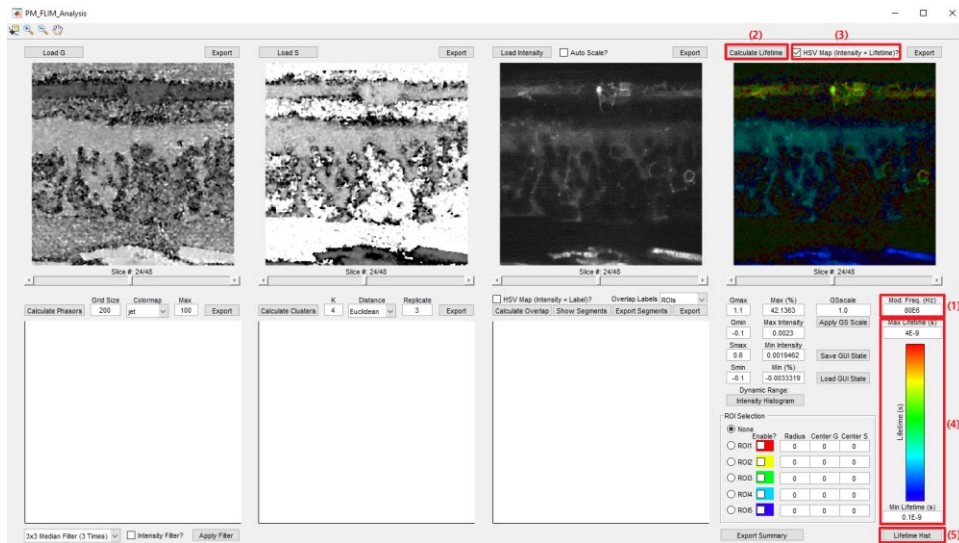 PM_FLIM_Analysis
(2) (3)
Load G Export Load S Export Load Intensity Auto Scale? Export Calculate Lifetime HSV Map (Intensity + Lifetime)? Export
Slice #: 24/48 Slice #: 24/48 Slice #: 24/48 Slice #: 24/48
Grid Size Colormap Max K Distance Replicate HSV Map (Intensity + Label)? Overlap Labels ROIs Gmax Max (%) GScale Mod. Freq. (Hz)
Calculate Phasors 200 jet 100 Export Calculate Clusters 4 Euclidean 3 Export Calculate Overlap Show Segments Export Segments Export 1.1 42.1363 1.0 80E6 (1)
Gmin Max Intensity Apply GS Scale Max Lifetime (s)
-0.1 0.0023 4E-9
Smax Min Intensity
0.6 0.0019462 Save GUI State
Smin Min (%)
-0.1 -0.0033319 Load GUI State
Dynamic Range:
Intensity Histogram
Lifetime (s) (4)
ROI Selection
None
Enable? Radius Center G Center S
ROI1 0 0 0
ROI2 0 0 0
ROI3 0 0 0
ROI4 0 0 0
ROI5 0 0 0
Min Lifetime (s)
0.1E-9
3x3 Median Filter (3 Times) Intensity Filter? Apply Filter Export Summary Lifetime Hist (5)